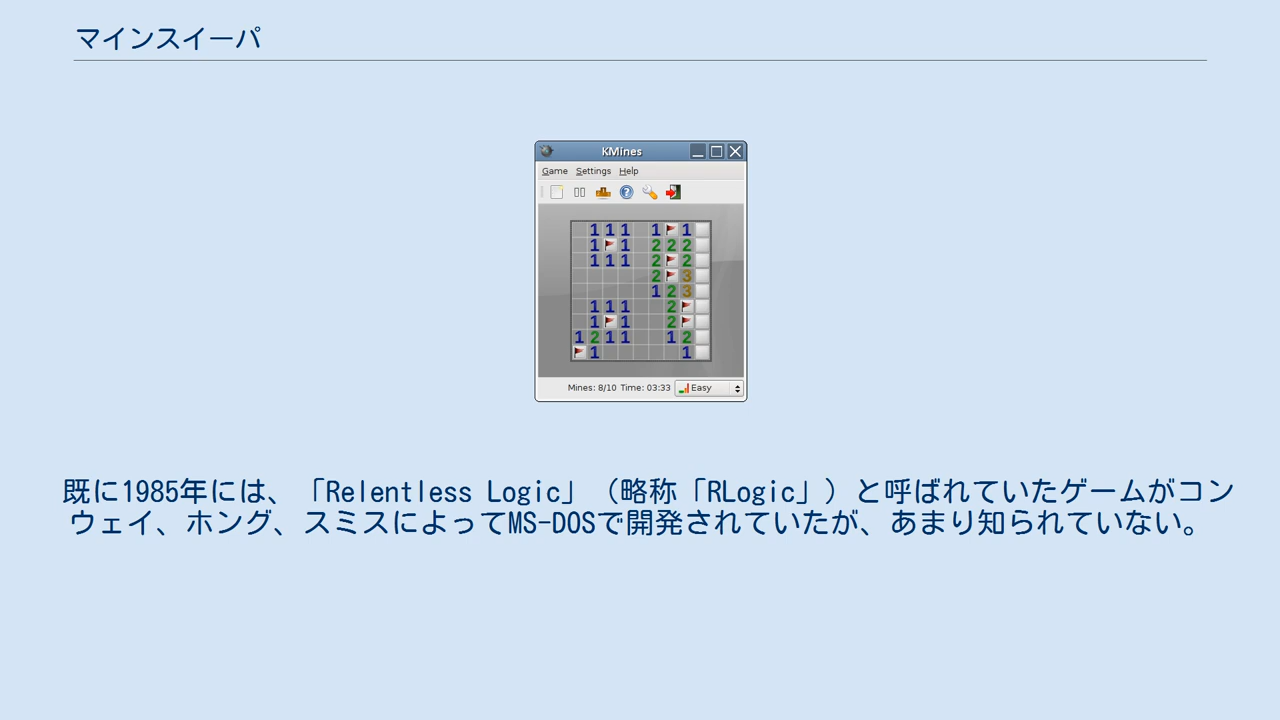 マインスイーパ
KMines
Game Settings Help
1 1 1 1 1
1 1 2 2 2
1 1 1 2 2
2 3
1 2 3
1 1 1 2
1 1 2
1 2 1 1 1 2
1 1
Mines: 8/10 Time: 03:33 Easy
既に1985年には、「Relentless Logic」（略称「RLogic」）と呼ばれていたゲームがコン
ウェイ、ホング、スミスによってMS-DOSで開発されていたが、あまり知られていない。